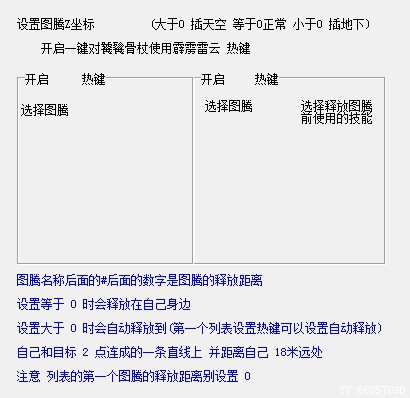 设置图腾Z坐标 (大于0 插天空 等于0正常 小于0 插地下)
开启一键对髋骨杖使用霹雳雷云 热键
开启 热键 开启 热键
选择图腾 选择图腾 选择释放图腾
前使用的技能
图腾名称后面的#后面的数字是图腾的释放距离
设置等于 0 时会释放在自己身边
设置大于 0 时会自动释放到(第一个列表设置热键可以设置自动释放)
自己和目标 2 点连成的一条直线上 并距离自己 18米远处
注意 列表的第一个图腾的释放距离别设置 0